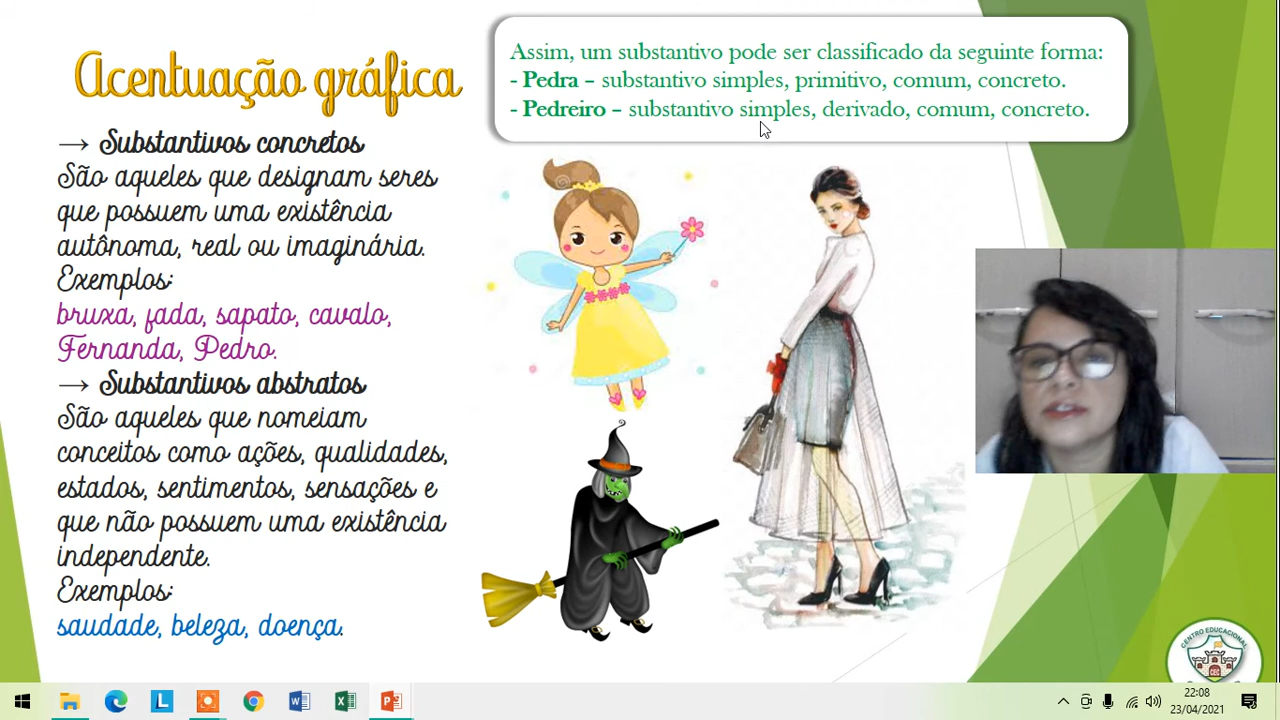 Acentuação gráfica
→ Substantivos concretos
São aqueles que designam seres
que possuem uma existência
autônoma, real ou imaginária.
Exemplos:
bruxa, fada, sapato, cavalo,
Fernanda, Pedro.
→ Substantivos abstratos
São aqueles que nomeiam
conceitos como ações, qualidades,
estados, sentimentos, sensações e
que não possuem uma existência
independente.
Exemplos:
saudade, beleza, doença.
Assim, um substantivo pode ser classificado da seguinte forma:
- Pedra – substantivo simples, primitivo, comum, concreto.
- Pedreiro – substantivo simples, derivado, comum, concreto.
CENTRO EDUCACIONAL
CEC
22:08
23/04/2021